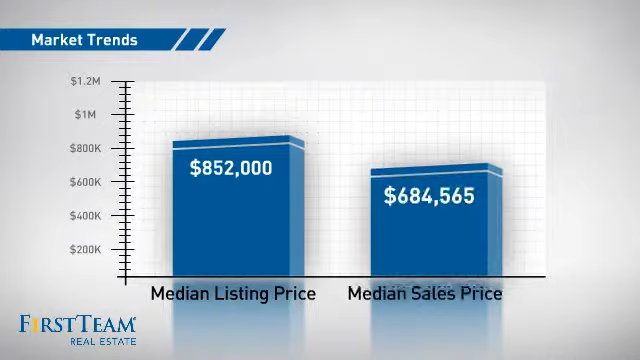 Market Trends
$1.2M
$1M
$800K
$600K
$400K
$200K
$852,000
$684,565
Median Listing Price
Median Sales Price
FIRSTTEAM®
REAL ESTATE